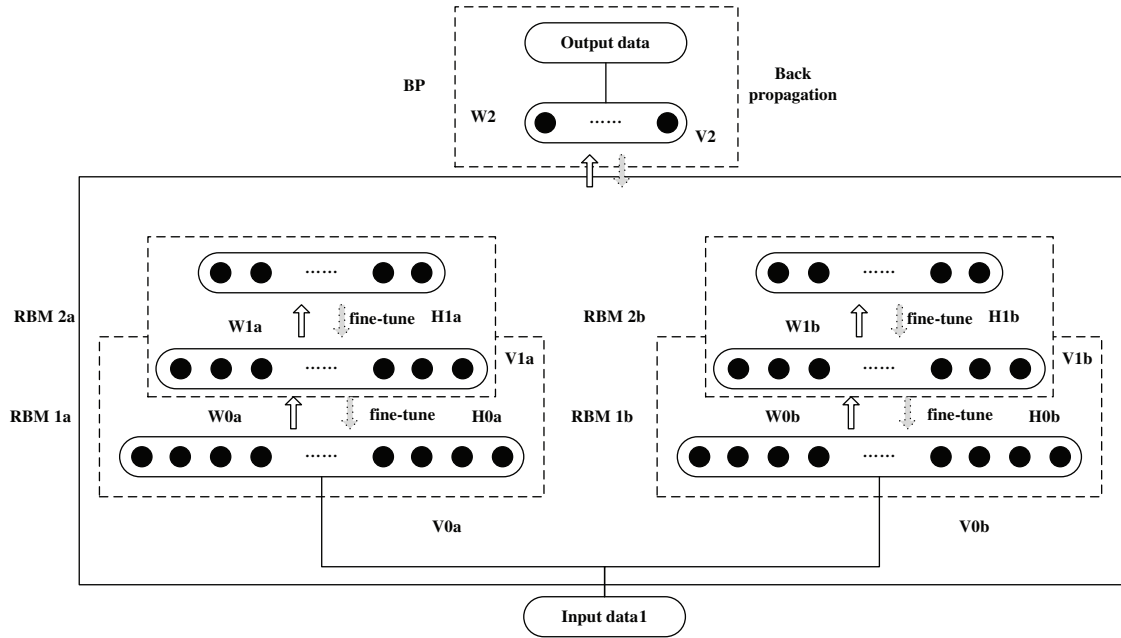 Output data
BP
Back
propagation
W2
……
V2
……
……
RBM 2a
W1a
fine-tune
H1a
RBM 2b
W1b
fine-tune
H1b
……
V1a
……
V1b
RBM 1a
W0a
fine-tune
H0a
RBM 1b
W0b
fine-tune
H0b
……
……
V0a
V0b
Input data1